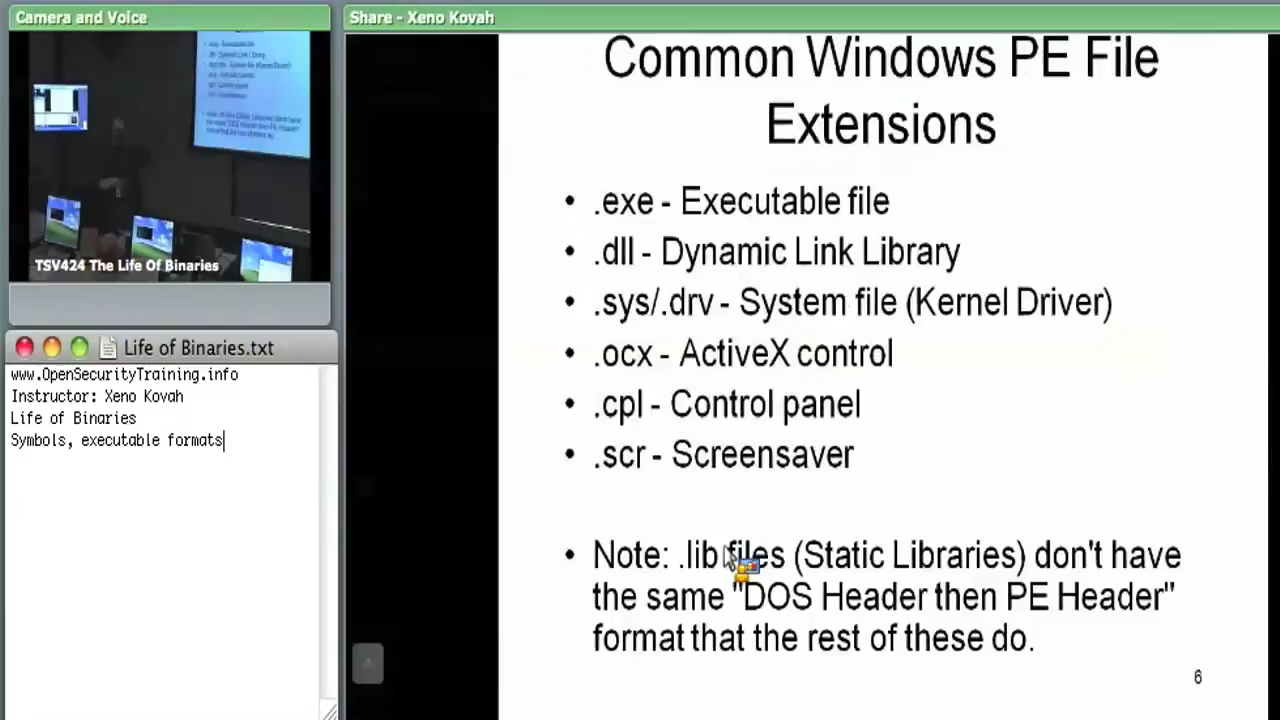 Camera and Voice
TSV424 The Life Of Binaries
Life of Binaries.txt
www.OpenSecurityTraining.info
Instructor: Xeno Kovah
Life of Binaries
Symbols, executable formats
Share - Xeno Kovah
Common Windows PE File
Extensions
• .exe - Executable file
• .dll - Dynamic Link Library
• .sys/.drv - System file (Kernel Driver)
• .ocx - ActiveX control
• .cpl - Control panel
• .scr - Screensaver
• Note: .lib files (Static Libraries) don't have
the same "DOS Header then PE Header"
format that the rest of these do.
6